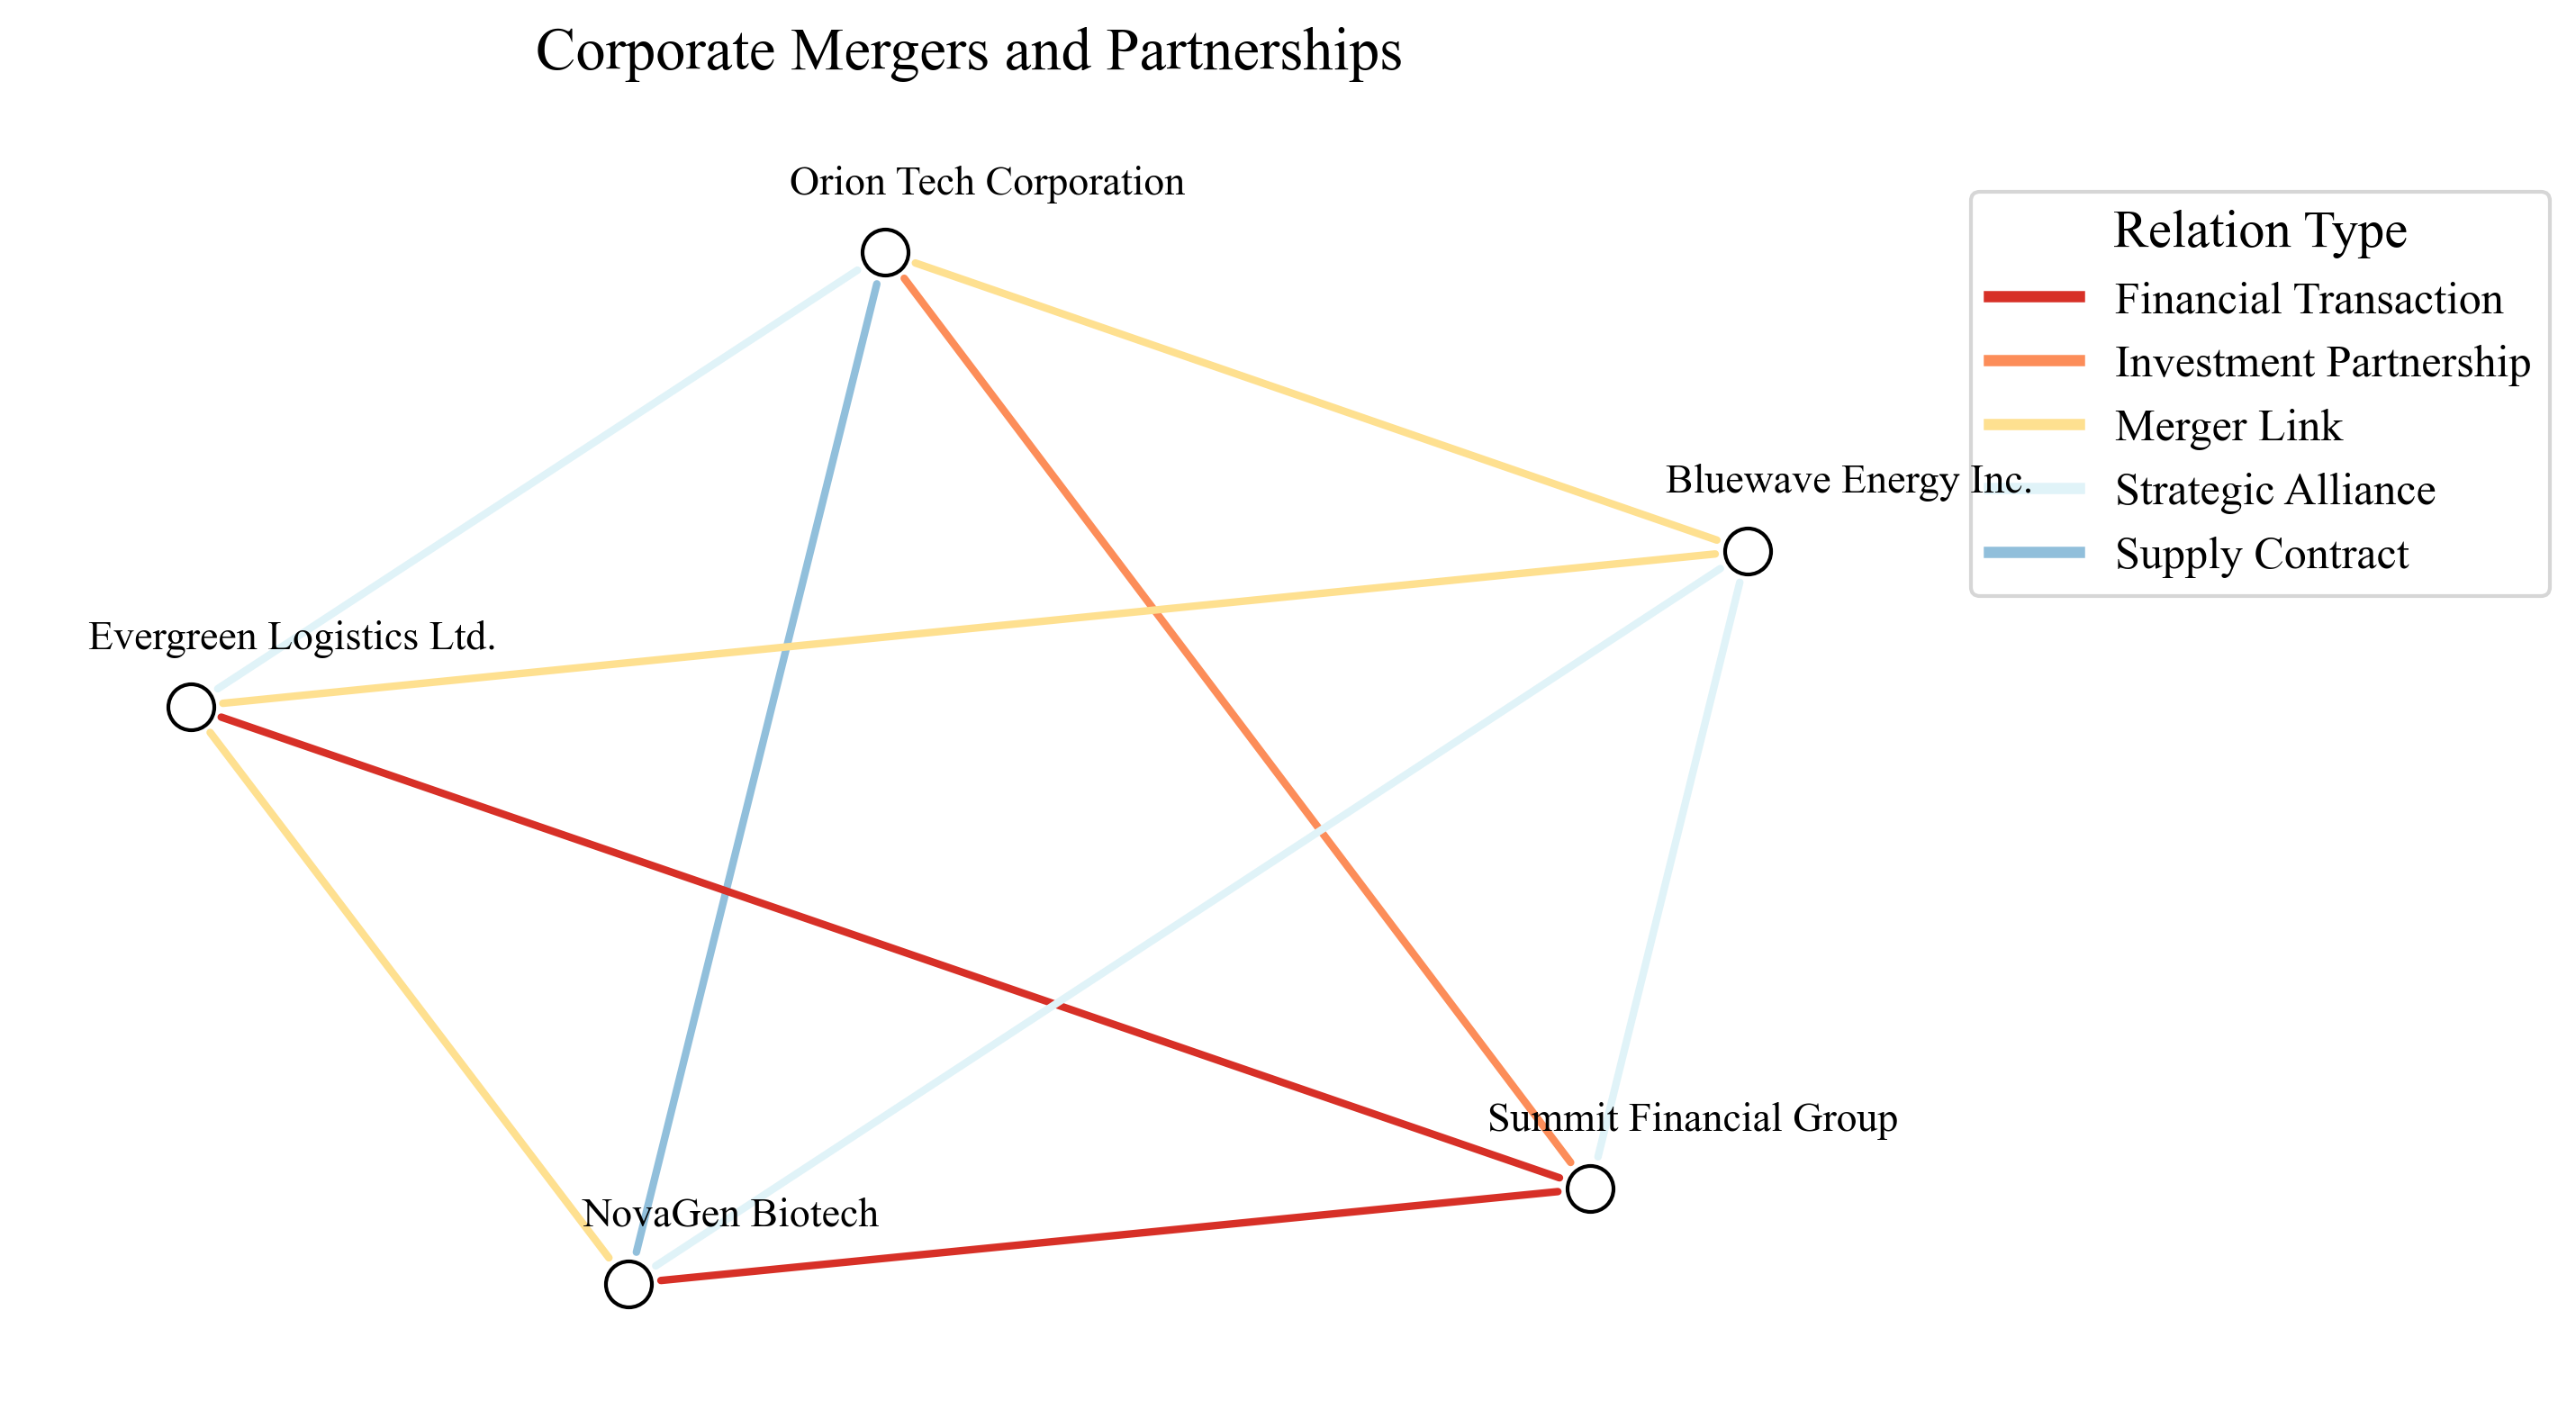 Corporate Mergers and Partnerships
Orion Tech Corporation
Relation Type
Financial Transaction
Investment Partnership
Merger Link
Strategic Alliance
Supply Contract
Bluewave Energy Inc.
Evergreen Logistics Ltd.
Summit Financial Group
NovaGen Biotech